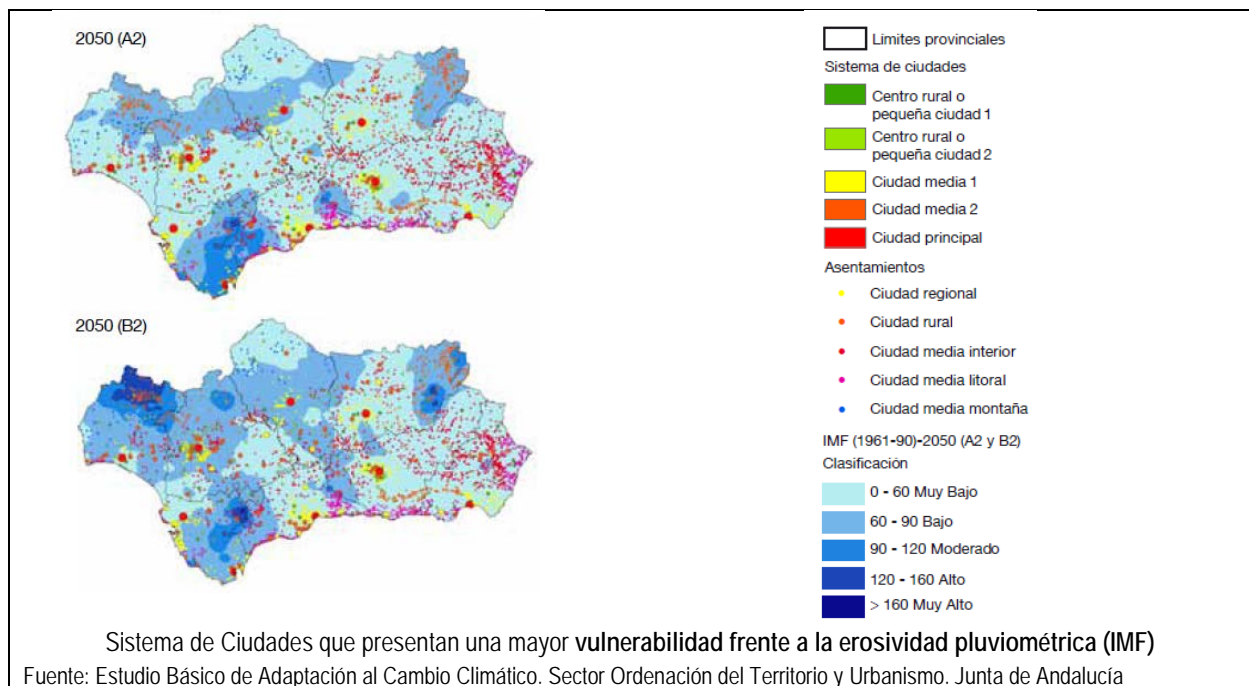 2050 (A2)
2050 (B2)
Limites provinciales
Sistema de ciudades
Centro rural o
pequeña ciudad 1
Centro rural o
pequeña ciudad 2
Ciudad media 1
Ciudad media 2
Ciudad principal
Asentamientos
Ciudad regional
Ciudad rural
Ciudad media interior
Ciudad media litoral
Ciudad media montaña
IMF (1961-90)-2050 (A2 y B2)
Clasificación
0 - 60 Muy Bajo
60 - 90 Bajo
90 - 120 Moderado
120 - 160 Alto
> 160 Muy Alto
Sistema de Ciudades que presentan una mayor vulnerabilidad frente a la erosividad pluviométrica (IMF)
Fuente: Estudio Básico de Adaptación al Cambio Climático. Sector Ordenación del Territorio y Urbanismo. Junta de Andalucía